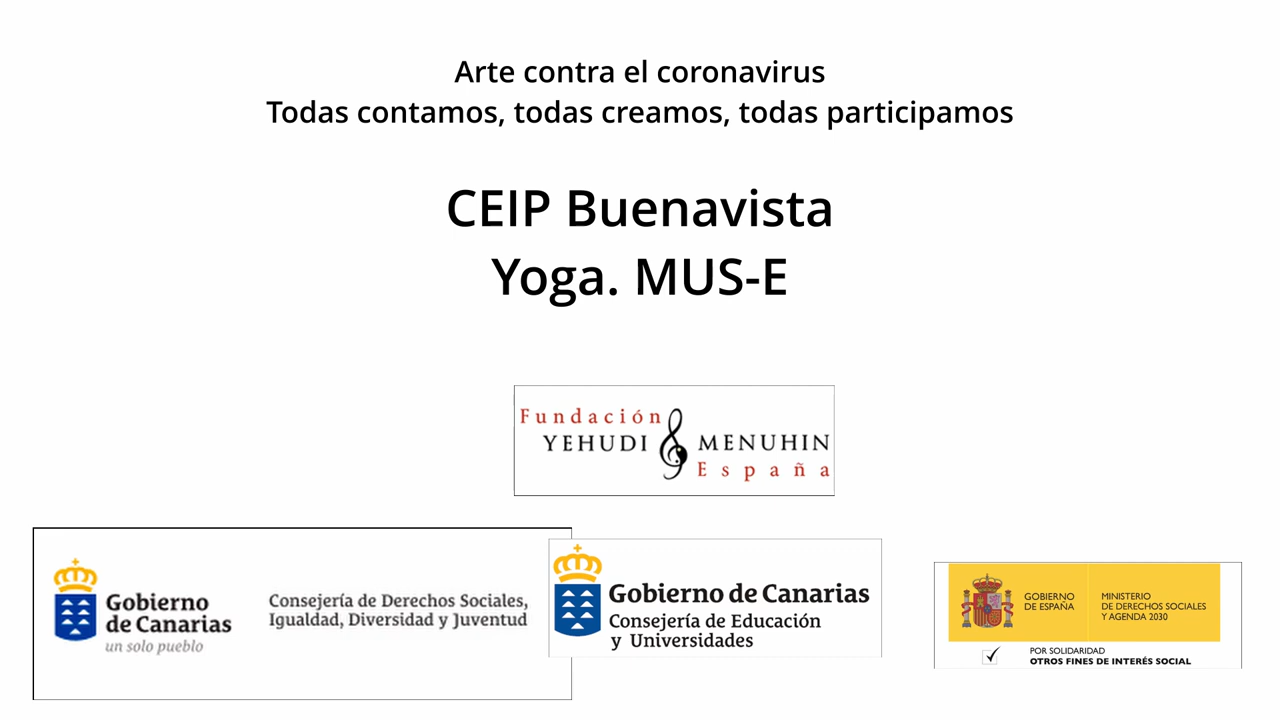 Arte contra el coronavirus
Todas contamos, todas creamos, todas participamos
CEIP Buenavista
Yoga. MUS-E
Fundación
YEHUDI MENUHIN
España
Gobierno
de Canarias
un solo pueblo
Consejería de Derechos Sociales,
Igualdad, Diversidad y Juventud
Gobierno de Canarias
Consejería de Educación
y Universidades
GOBIERNO
DE ESPAÑA
MINISTERIO
DE DERECHOS SOCIALES
Y AGENDA 2030
POR SOLIDARIDAD
OTROS FINES DE INTERÉS SOCIAL